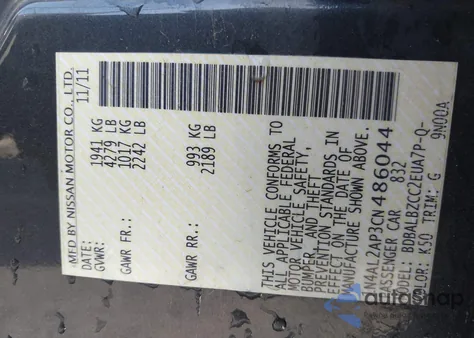 MFD BY NISSAN MOTOR CO., LTD.
11/11
GVWR: 1941 KG
4279 LB
GAWR FR.: 1017 KG
2242 LB
GAWR RR.: 993 KG
2189 LB
THIS VEHICLE CONFORMS TO
ALL APPLICABLE FEDERAL
MOTOR VEHICLE SAFETY,
BUMPER, AND THEFT
PREVENTION STANDARDS IN
EFFECT ON THE DATE OF
MANUFACTURE SHOWN ABOVE.
1N4AL2AP3CN486044
PASSENGER CAR 832
MODEL: BDBALBZCC2EUA7P-Q-
COLOR: K50 TRIM: G 9N00A
autosnap